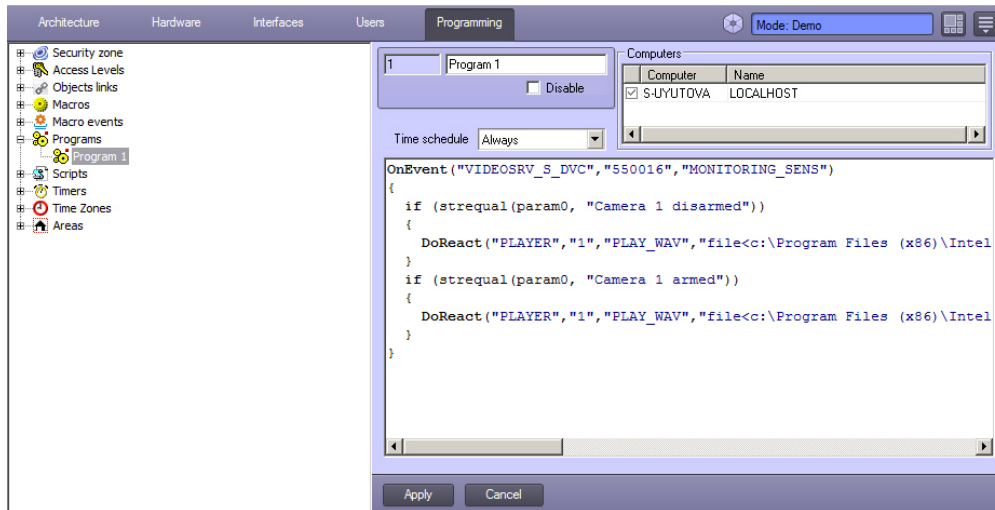 Architecture Hardware Interfaces Users Programming Mode: Demo
Security zone
Access Levels
Objects links
Macros
Macro events
Programs
Program 1
Scripts
Timers
Time Zones
Areas
1 Program 1
Disable
Time schedule Always
Computers
Computer Name
S-UYUTOVA LOCALHOST
OnEvent("VIDEOSRV_S_DVC","550016","MONITORING_SENS")
{
if (strequal(param0, "Camera 1 disarmed"))
{
DoReact("PLAYER","1","PLAY_WAV","file<c:\Program Files (x86)\Intel
}
if (strequal(param0, "Camera 1 armed"))
{
DoReact("PLAYER","1","PLAY_WAV","file<c:\Program Files (x86)\Intel
}
}
Apply Cancel